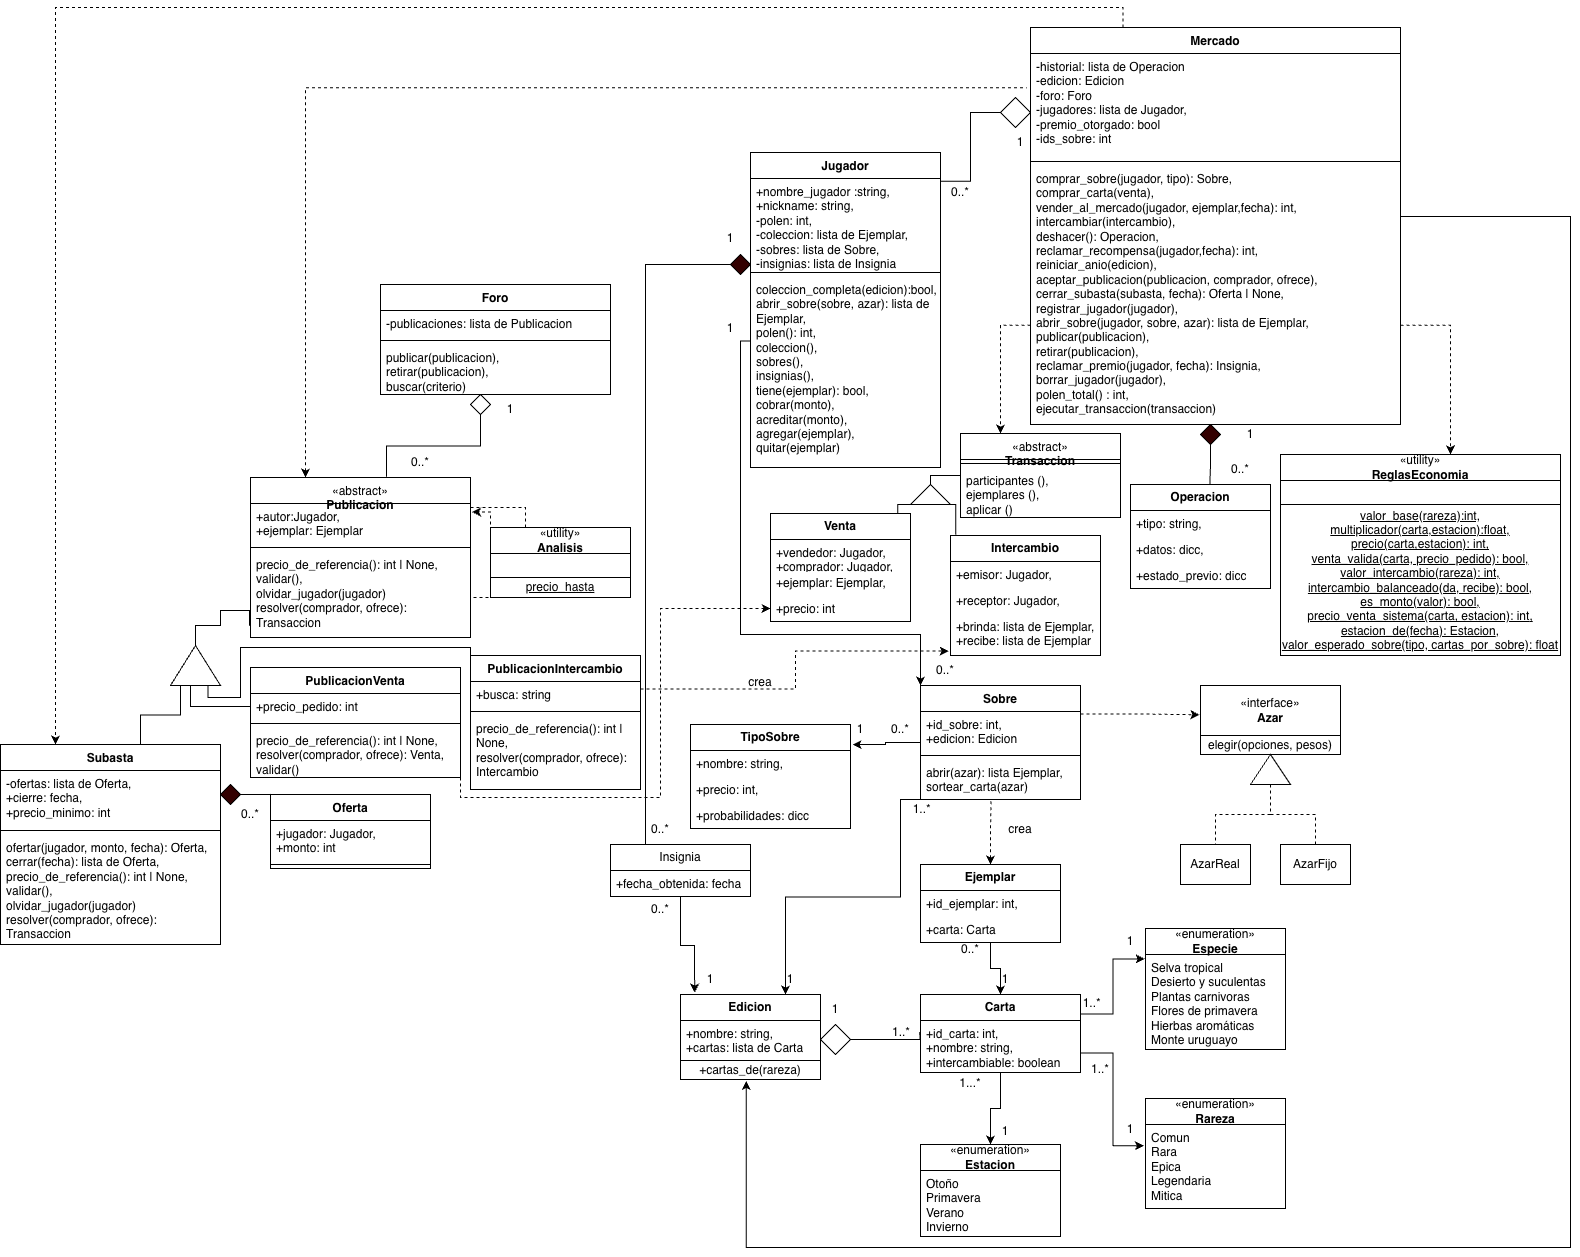 Mercado
-historial: lista de Operacion
-edicion: Edicion
-foro: Foro
-jugadores: lista de Jugador,
-premio_otorgado: bool
-ids_sobre: int
comprar_sobre(jugador, tipo): Sobre,
comprar_carta(venta),
vender_al_mercado(jugador, ejemplar,fecha): int,
intercambiar(intercambio),
deshacer(): Operacion,
reclamar_recompensa(jugador,fecha): int,
reiniciar_anio(edicion),
aceptar_publicacion(publicacion, comprador, ofrece),
cerrar_subasta(subasta, fecha): Oferta | None,
registrar_jugador(jugador),
abrir_sobre(jugador, sobre, azar): lista de Ejemplar,
publicar(publicacion),
retirar(publicacion),
reclamar_premio(jugador, fecha): Insignia,
borrar_jugador(jugador),
polen_total() : int,
ejecutar_transaccion(transaccion)
1
0..*
Jugador
+nombre_jugador :string,
+nickname: string,
-polen: int,
-coleccion: lista de Ejemplar,
-sobres: lista de Sobre,
-insignias: lista de Insignia
coleccion_completa(edicion):bool,
abrir_sobre(sobre, azar): lista de
Ejemplar,
polen(): int,
coleccion(),
sobres(),
insignias(),
tiene(ejemplar): bool,
cobrar(monto),
acreditar(monto),
agregar(ejemplar),
quitar(ejemplar)
1
1
Foro
-publicaciones: lista de Publicacion
publicar(publicacion),
retirar(publicacion),
buscar(criterio)
1
0..*
«abstract»
Publicacion
+autor:Jugador,
+ejemplar: Ejemplar
precio_de_referencia(): int | None,
validar(),
olvidar_jugador(jugador)
resolver(comprador, ofrece):
Transaccion
«utility»
Analisis
precio_hasta
«abstract»
Transaccion
participantes (),
ejemplares (),
aplicar ()
Venta
+vendedor: Jugador,
+comprador: Jugador,
+ejemplar: Ejemplar,
+precio: int
Intercambio
+emisor: Jugador,
+receptor: Jugador,
+brinda: lista de Ejemplar,
+recibe: lista de Ejemplar
1
0..*
Operacion
+tipo: string,
+datos: dicc,
+estado_previo: dicc
«utility»
ReglasEconomia
valor_base(rareza):int,
multiplicador(carta,estacion):float,
precio(carta,estacion): int,
venta_valida(carta, precio_pedido): bool,
valor_intercambio(rareza): int,
intercambio_balanceado(da, recibe): bool,
es_monto(valor): bool,
precio_venta_sistema(carta, estacion): int,
estacion_de(fecha): Estacion,
valor_esperado_sobre(tipo, cartas_por_sobre): float
PublicacionVenta
+precio_pedido: int
precio_de_referencia(): int | None,
resolver(comprador, ofrece): Venta,
validar()
PublicacionIntercambio
+busca: string
precio_de_referencia(): int |
None,
resolver(comprador, ofrece):
Intercambio
crea
0..*
Subasta
-ofertas: lista de Oferta,
+cierre: fecha,
+precio_minimo: int
ofertar(jugador, monto, fecha): Oferta,
cerrar(fecha): lista de Oferta,
precio_de_referencia(): int | None,
validar(),
olvidar_jugador(jugador)
resolver(comprador, ofrece):
Transaccion
0..*
Oferta
+jugador: Jugador,
+monto: int
TipoSobre
+nombre: string,
+precio: int,
+probabilidades: dicc
1
0..*
Sobre
+id_sobre: int,
+edicion: Edicion
abrir(azar): lista Ejemplar,
sortear_carta(azar)
1..*
crea
«interface»
Azar
elegir(opciones, pesos)
AzarReal
AzarFijo
0..*
Insignia
+fecha_obtenida: fecha
0..*
Ejemplar
+id_ejemplar: int,
+carta: Carta
0..*
1
1
1
Edicion
+nombre: string,
+cartas: lista de Carta
+cartas_de(rareza)
1
1..*
Carta
+id_carta: int,
+nombre: string,
+intercambiable: boolean
1..*
1
«enumeration»
Especie
Selva tropical
Desierto y suculentas
Plantas carnivoras
Flores de primavera
Hierbas aromáticas
Monte uruguayo
1..*
1
«enumeration»
Rareza
Comun
Rara
Epica
Legendaria
Mitica
1...*
1
«enumeration»
Estacion
Otoño
Primavera
Verano
Invierno